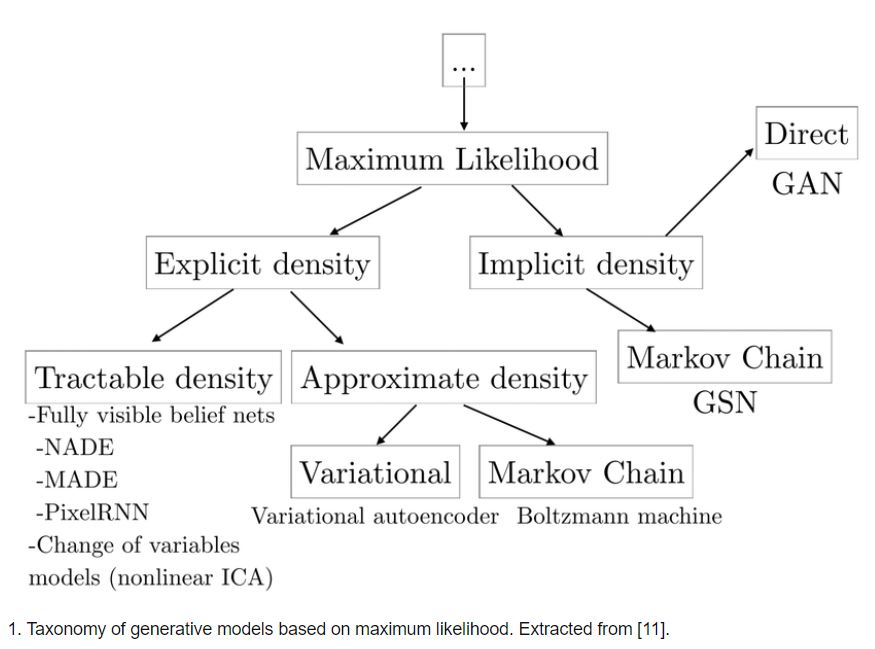 ...
Maximum Likelihood
Direct
GAN
Explicit density
Implicit density
Tractable density
-Fully visible belief nets
-NADE
-MADE
-PixelRNN
-Change of variables
models (nonlinear ICA)
Approximate density
Variational
Variational autoencoder
Markov Chain
Boltzmann machine
Markov Chain
GSN
1. Taxonomy of generative models based on maximum likelihood. Extracted from [11].